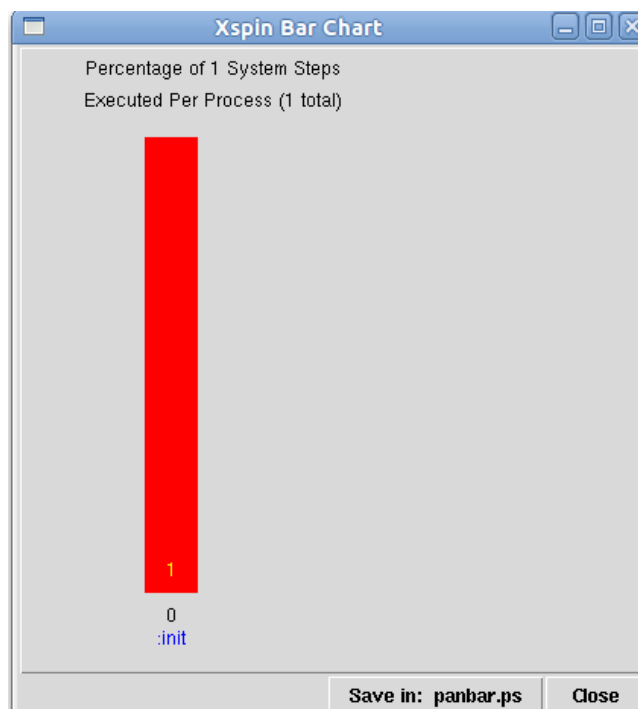 Xspin Bar Chart
Percentage of 1 System Steps
Executed Per Process (1 total)
1
0
:init
Save in: panbar.ps Close